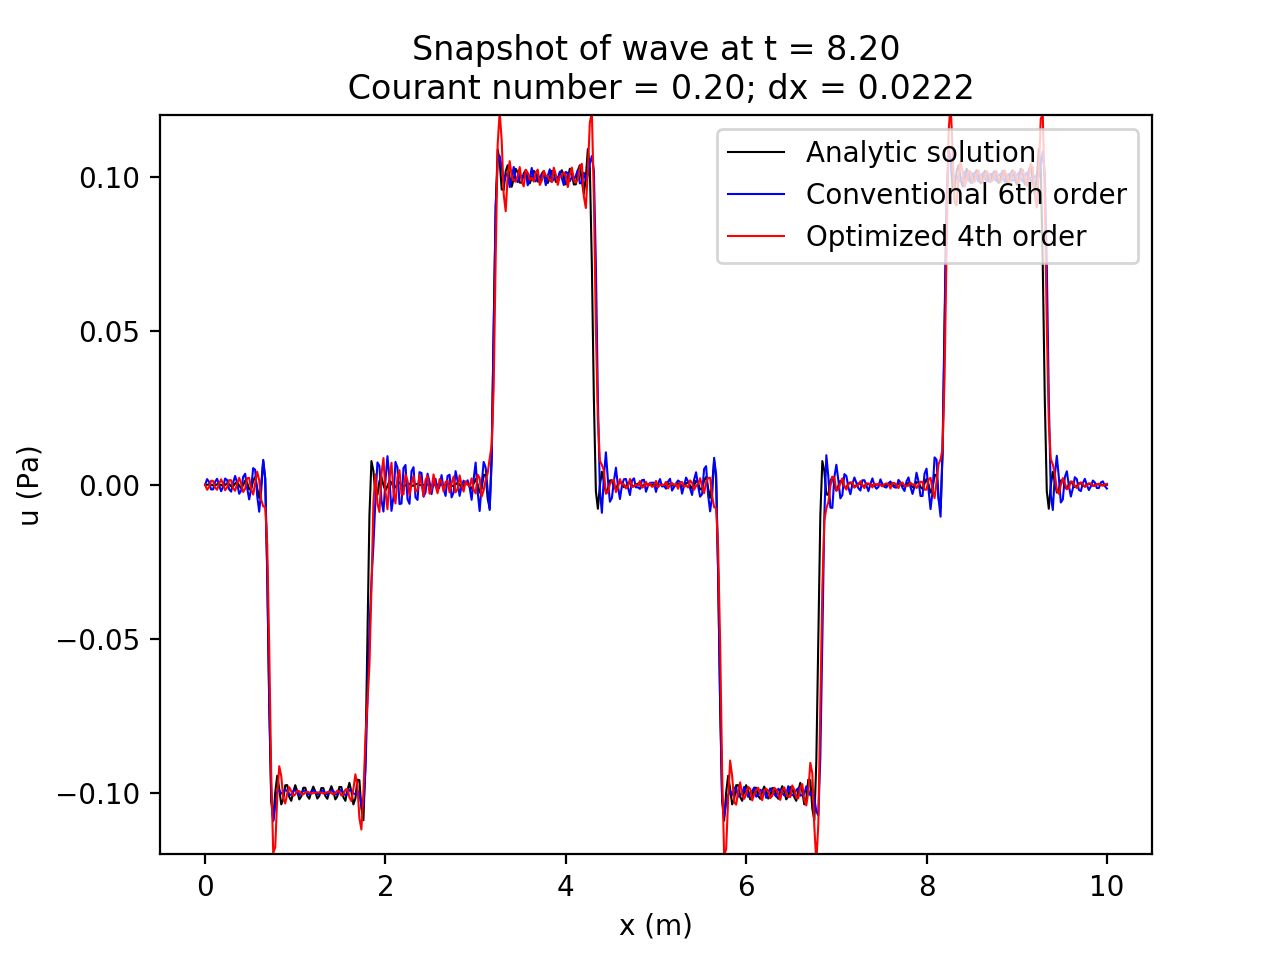 Snapshot of wave at t = 8.20
Courant number = 0.20; dx = 0.0222
Analytic solution
Conventional 6th order
Optimized 4th order
0.10
0.05
0.00
−0.05
−0.10
u (Pa)
0 2 4 6 8 10
x (m)